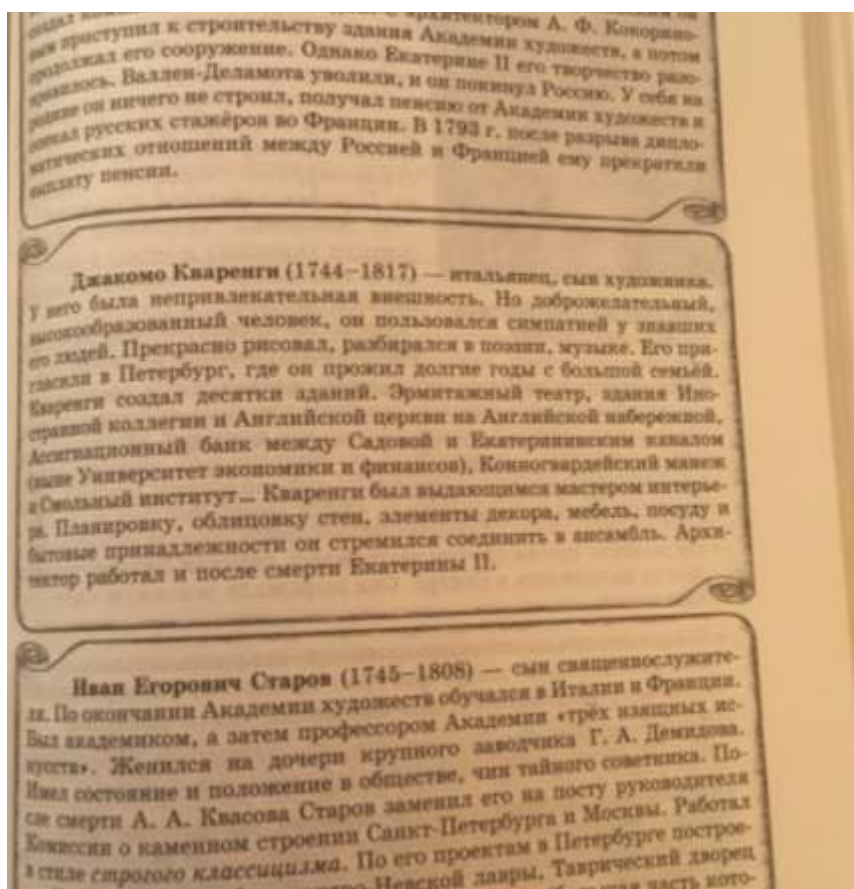 архитектором А. Ф. Кокорино-
вым приступил к строительству здания Академии художеств, а потом
продолжал его сооружение. Однако Екатерине II его творчество разо-
нравилось. Валлен-Деламота уволили, и он покинул Россию. У себя на
родине он ничего не строил, получал пенсию от Академии художеств и
опекал русских стажёров во Франции. В 1793 г. после разрыва дипло-
матических отношений между Россией и Францией ему прекратили
выплату пенсии.
Джакомо Кваренги (1744–1817) — итальянец, сын художника.
У него была непривлекательная внешность. Но доброжелательный,
высокообразованный человек, он пользовался симпатией у знавших
его людей. Прекрасно рисовал, разбирался в поэзии, музыке. Его при-
гласили в Петербург, где он прожил долгие годы с большой семьёй.
Кваренги создал десятки зданий. Эрмитажный театр, здания Ино-
странной коллегии и Английской церкви на Английской набережной,
Ассигнационный банк между Садовой и Екатерининским каналом
(ныне Университет экономики и финансов), Конногвардейский манеж
и Смольный институт... Кваренги был выдающимся мастером интерье-
ра. Планировку, облицовку стен, элементы декора, мебель, посуду и
бытовые принадлежности он стремился соединить в ансамбль. Архи-
тектор работал и после смерти Екатерины II.
Иван Егорович Старов (1745–1808) — сын священнослужите-
ля. По окончании Академии художеств обучался в Италии и Франции.
Был академиком, а затем профессором Академии «трёх изящных ис-
кусств». Женился на дочери крупного заводчика Г. А. Демидова.
Имел состояние и положение в обществе, чин тайного советника. По-
сле смерти А. А. Квасова Старов заменил его на посту руководителя
Комиссии о каменном строении Санкт-Петербурга и Москвы. Работал
в стиле строгого классицизма. По его проектам в Петербурге построе-
Невской лавры, Таврический дворец
часть кото-